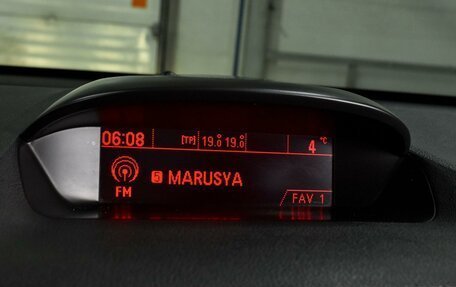 06:08 [TP] 19.0 19.0 4 °C
FM 5 MARUSYA
FAV 1